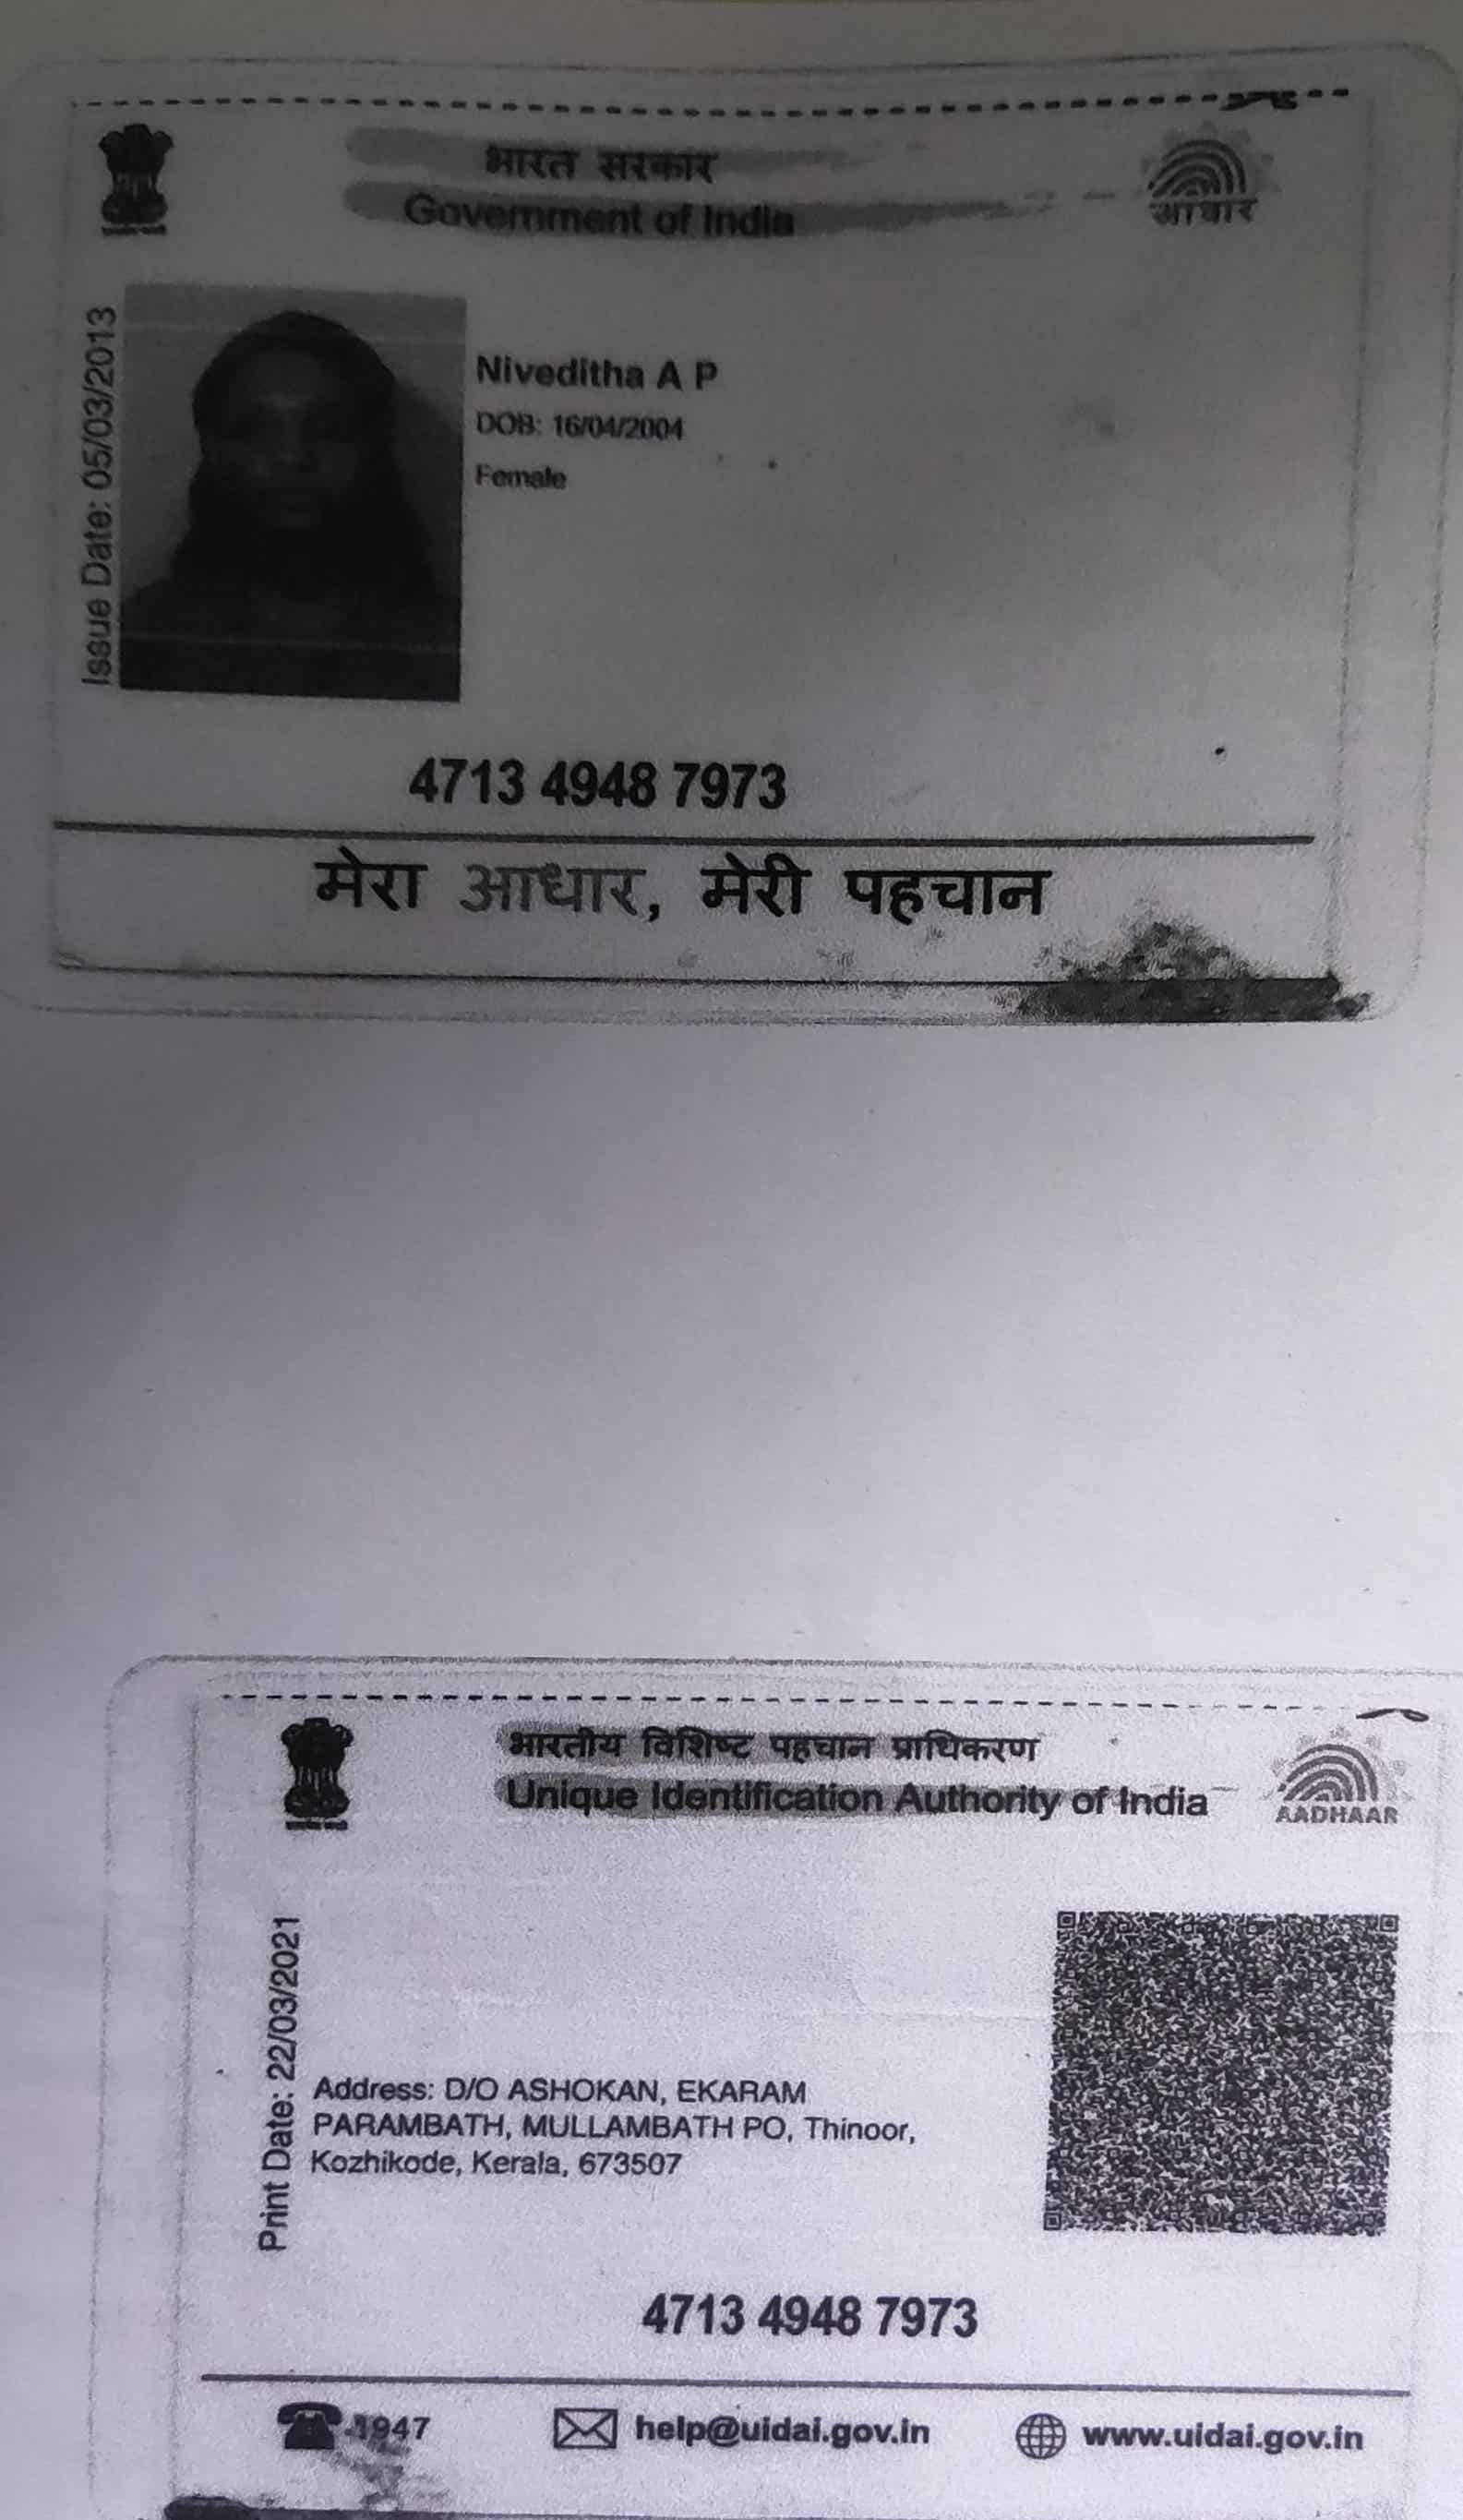 भारत सरकार
Government of India
आधार
Issue Date: 05/03/2013
Niveditha A P
DOB: 16/04/2004
Female
4713 4948 7973
मेरा आधार, मेरी पहचान
भारतीय विशिष्ट पहचान प्राधिकरण
Unique Identification Authority of India
AADHAAR
Print Date: 22/03/2021
Address: D/O ASHOKAN, EKARAM
PARAMBATH, MULLAMBATH PO, Thinoor,
Kozhikode, Kerala, 673507
4713 4948 7973
1947
help@uidai.gov.in
www.uidai.gov.in